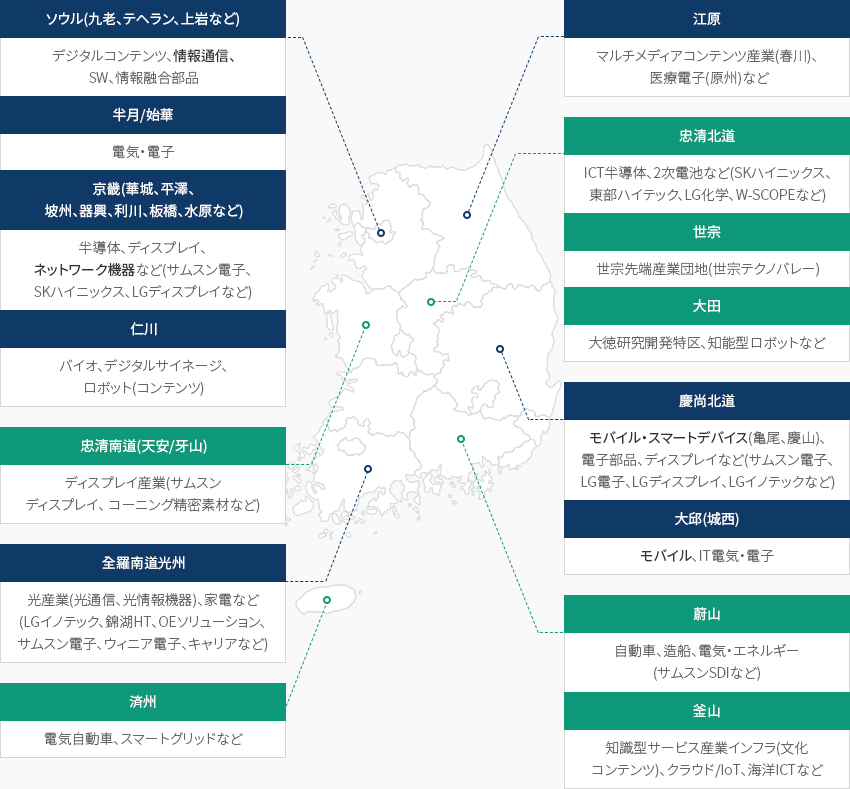 ソウル(九老、テヘラン、上岩など)
デジタルコンテンツ、情報通信、
SW、情報融合部品
半月/始華
電気・電子
京畿(華城、平澤、
坡州、器興、利川、板橋、水原など)
半導体、ディスプレイ、
ネットワーク機器など(サムスン電子、
SKハイニックス、LGディスプレイなど)
仁川
バイオ、デジタルサイネージ、
ロボット(コンテンツ)
忠清南道(天安/牙山)
ディスプレイ産業(サムスン
ディスプレイ、コーニング精密素材など)
全羅南道光州
光産業(光通信、光情報機器)、家電など
(LGイノテック、錦湖HT、OEソリューション、
サムスン電子、ウィニア電子、キャリアなど)
済州
電気自動車、スマートグリッドなど
江原
マルチメディアコンテンツ産業(春川)、
医療電子(原州)など
忠清北道
ICT半導体、2次電池など(SKハイニックス、
東部ハイテック、LG化学、W-SCOPEなど)
世宗
世宗先端産業団地(世宗テクノバレー)
大田
大徳研究開発特区、知能型ロボットなど
慶尚北道
モバイル・スマートデバイス(亀尾、慶山)、
電子部品、ディスプレイなど(サムスン電子、
LG電子、LGディスプレイ、LGイノテックなど)
大邱(城西)
モバイル、IT電気・電子
蔚山
自動車、造船、電気・エネルギー
(サムスンSDIなど)
釜山
知識型サービス産業インフラ(文化
コンテンツ)、クラウド/IoT、海洋ICTなど